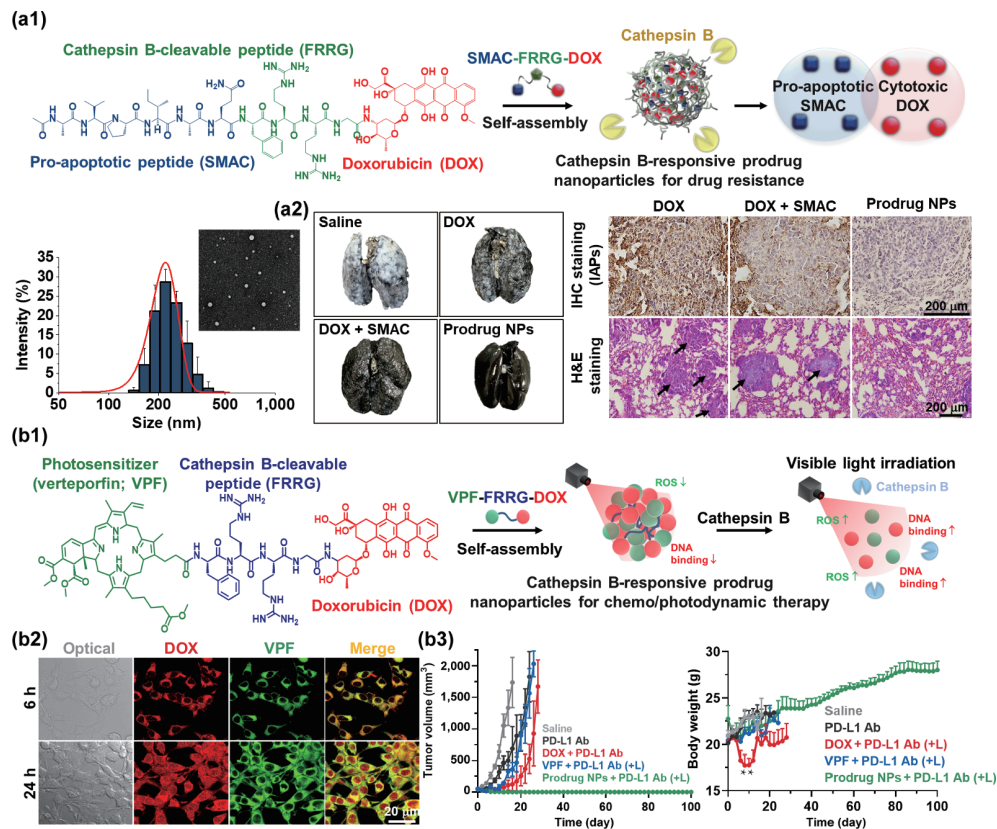 (a1)
Cathepsin B-cleavable peptide (FRRG)
Pro-apoptotic peptide (SMAC)
Doxorubicin (DOX)
SMAC-FRRG-DOX
Self-assembly
Cathepsin B
Cathepsin B-responsive prodrug
nanoparticles for drug resistance
Pro-apoptotic
SMAC
Cytotoxic
DOX
(a2)
Intensity (%)
35
30
25
20
15
10
5
0
50 100 200 500 1,000
Size (nm)
Saline
DOX
DOX + SMAC
Prodrug NPs
DOX
DOX + SMAC
Prodrug NPs
IHC staining
(IAPs)
200 µm
H&E
staining
200 µm
(b1)
Photosensitizer
(verteporfin; VPF)
Cathepsin B-cleavable
peptide (FRRG)
Doxorubicin (DOX)
VPF-FRRG-DOX
Self-assembly
ROS↓
DNA
binding↓
Cathepsin B
Cathepsin B-responsive prodrug
nanoparticles for chemo/photodynamic therapy
Visible light irradiation
Cathepsin B
ROS↑
DNA
binding↑
ROS↑
DNA
binding↑
(b2)
Optical
DOX
VPF
Merge
6 h
24 h
20 µm
(b3)
Tumor volume (mm³)
2,000
1,500
1,000
500
0
0 20 40 60 80 100
Time (day)
Saline
PD-L1 Ab
DOX + PD-L1 Ab
VPF + PD-L1 Ab (+L)
Prodrug NPs + PD-L1 Ab (+L)
Body weight (g)
30
25
20
15
10
0 20 40 60 80 100
Time (day)
**
Saline
PD-L1 Ab
DOX + PD-L1 Ab (+L)
VPF + PD-L1 Ab (+L)
Prodrug NPs + PD-L1 Ab (+L)